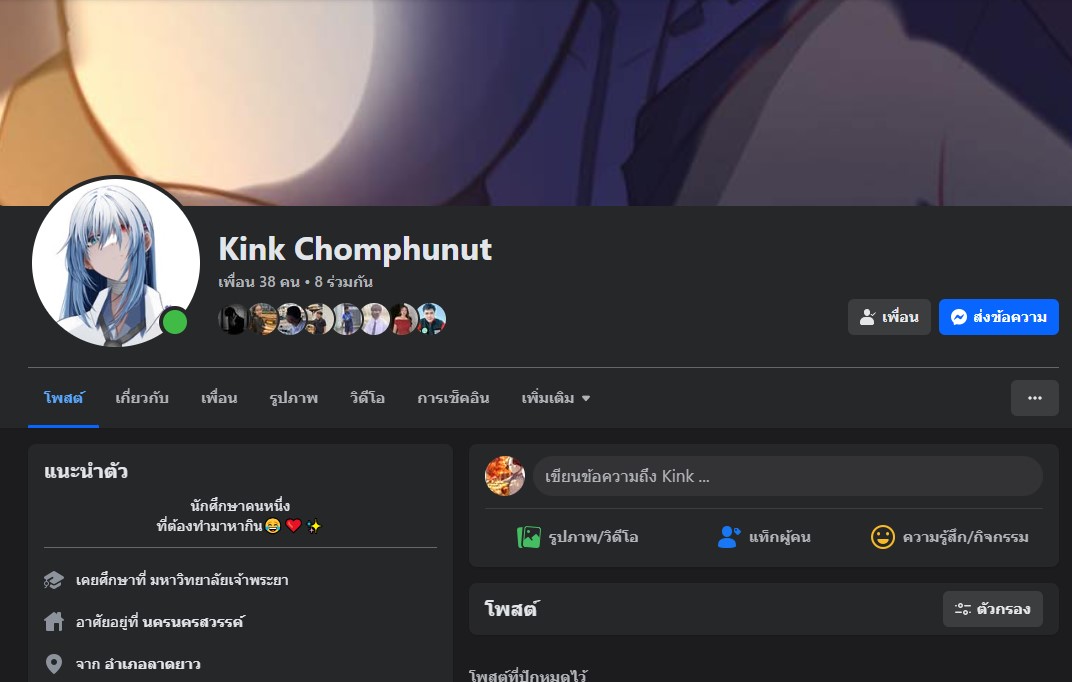 Kink Chomphunut
เพื่อน 38 คน • 8 ร่วมกัน
เพื่อน
ส่งข้อความ
โพสต์ เกี่ยวกับ เพื่อน รูปภาพ วิดีโอ การเช็คอิน เพิ่มเติม
แนะนำตัว
นักศึกษาคนหนึ่ง
ที่ต้องทำมาหากิน😂❤️✨
เคยศึกษาที่ มหาวิทยาลัยเจ้าพระยา
อาศัยอยู่ที่ นครนครสวรรค์
จาก อำเภอลาดยาว
เขียนข้อความถึง Kink ...
รูปภาพ/วิดีโอ แท็กผู้คน ความรู้สึก/กิจกรรม
โพสต์
ตัวกรอง
โพสต์ที่ปักหมุดไว้